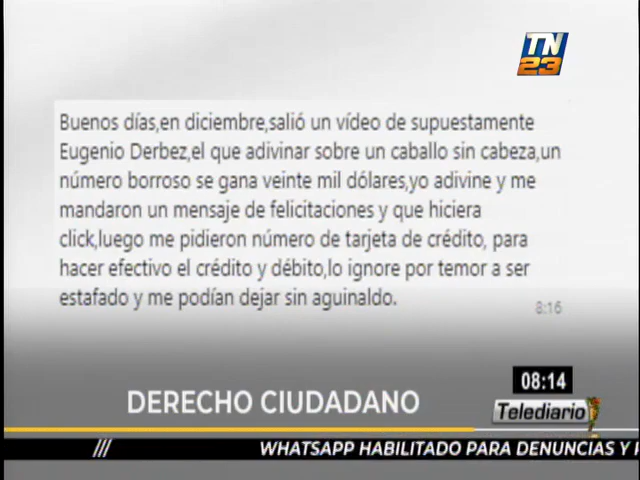 TN
23
Buenos días,en diciembre,salió un vídeo de supuestamente
Eugenio Derbez,el que adivinar sobre un caballo sin cabeza,un
número borroso se gana veinte mil dólares,yo adivine y me
mandaron un mensaje de felicitaciones y que hiciera
click,luego me pidieron número de tarjeta de crédito, para
hacer efectivo el crédito y débito,lo ignore por temor a ser
estafado y me podían dejar sin aguinaldo.
8:16
08:14
DERECHO CIUDADANO
Telediario
/// WHATSAPP HABILITADO PARA DENUNCIAS Y